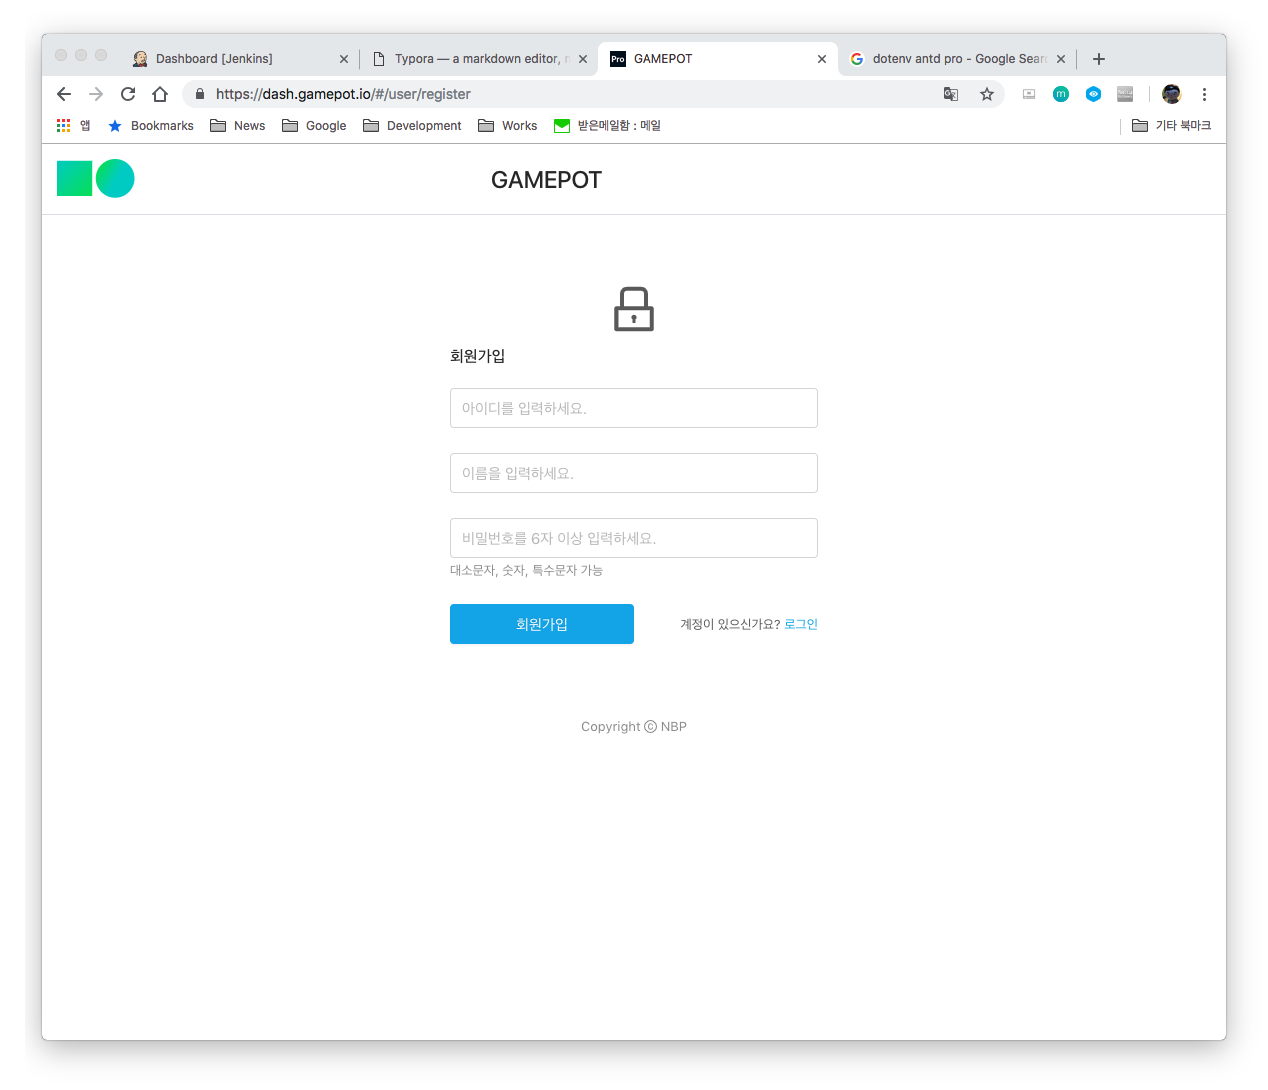 Dashboard [Jenkins]
Typora — a markdown editor,
Pro GAMEPOT
dotenv antd pro - Google Sear
https://dash.gamepot.io/#/user/register
앱
Bookmarks
News
Google
Development
Works
받은메일함 : 메일
기타 북마크
GAMEPOT
회원가입
아이디를 입력하세요.
이름을 입력하세요.
비밀번호를 6자 이상 입력하세요.
대소문자, 숫자, 특수문자 가능
회원가입
계정이 있으신가요? 로그인
Copyright ⓒ NBP